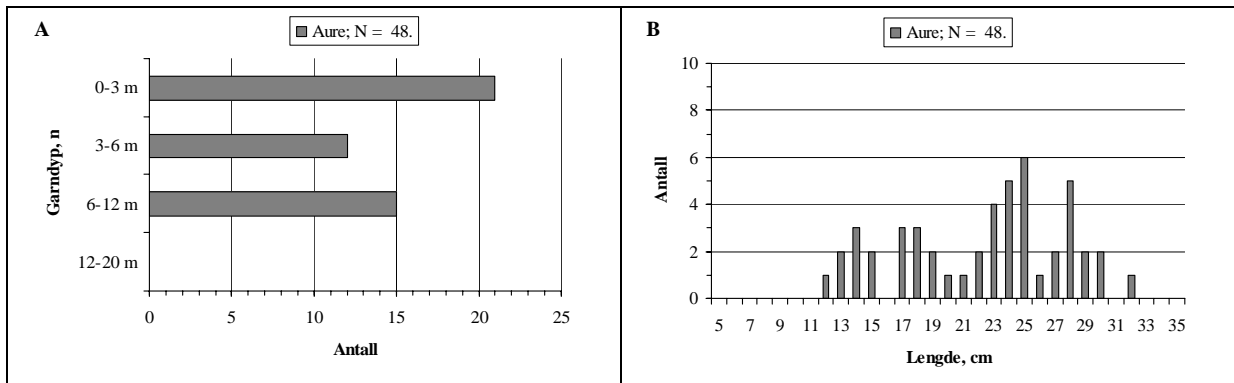 A
Aure; N = 48.
Garndyp, n
0-3 m
3-6 m
6-12 m
12-20 m
0 5 10 15 20 25
Antall
B
Aure; N = 48.
Antall
10
8
6
4
2
0
5 7 9 11 13 15 17 19 21 23 25 27 29 31 33 35
Lengde, cm